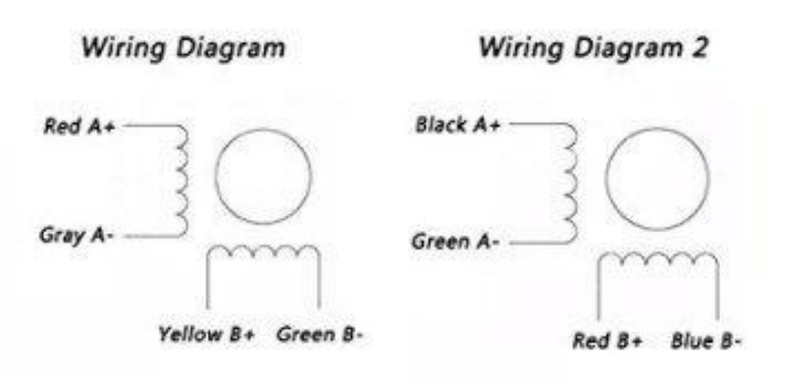 Wiring Diagram
Red A+
Gray A-
Yellow B+ Green B-
Wiring Diagram 2
Black A+
Green A-
Red B+ Blue B-